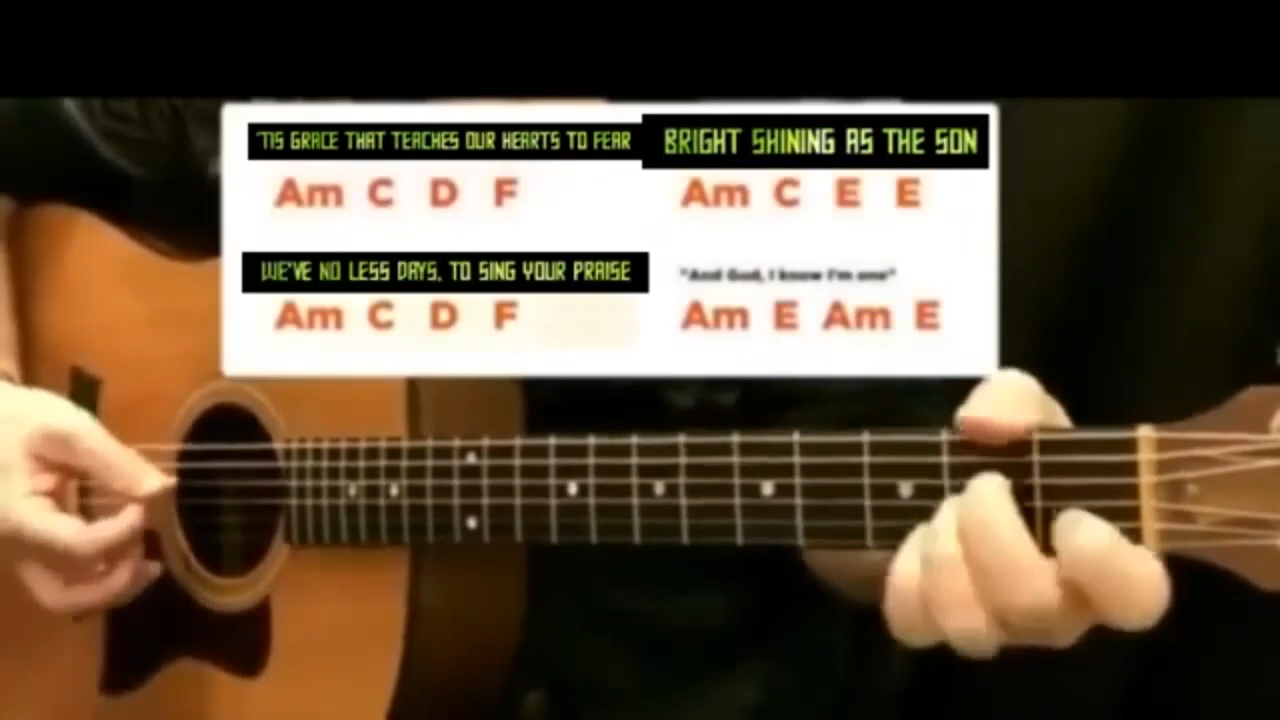 'TIS GRACE THAT TEACHES OUR HEARTS TO FEAR
Am C D F
BRIGHT SHINING AS THE SON
Am C E E
WE'VE NO LESS DAYS, TO SING YOUR PRAISE
Am C D F
"And God, I know I'm one"
Am E Am E